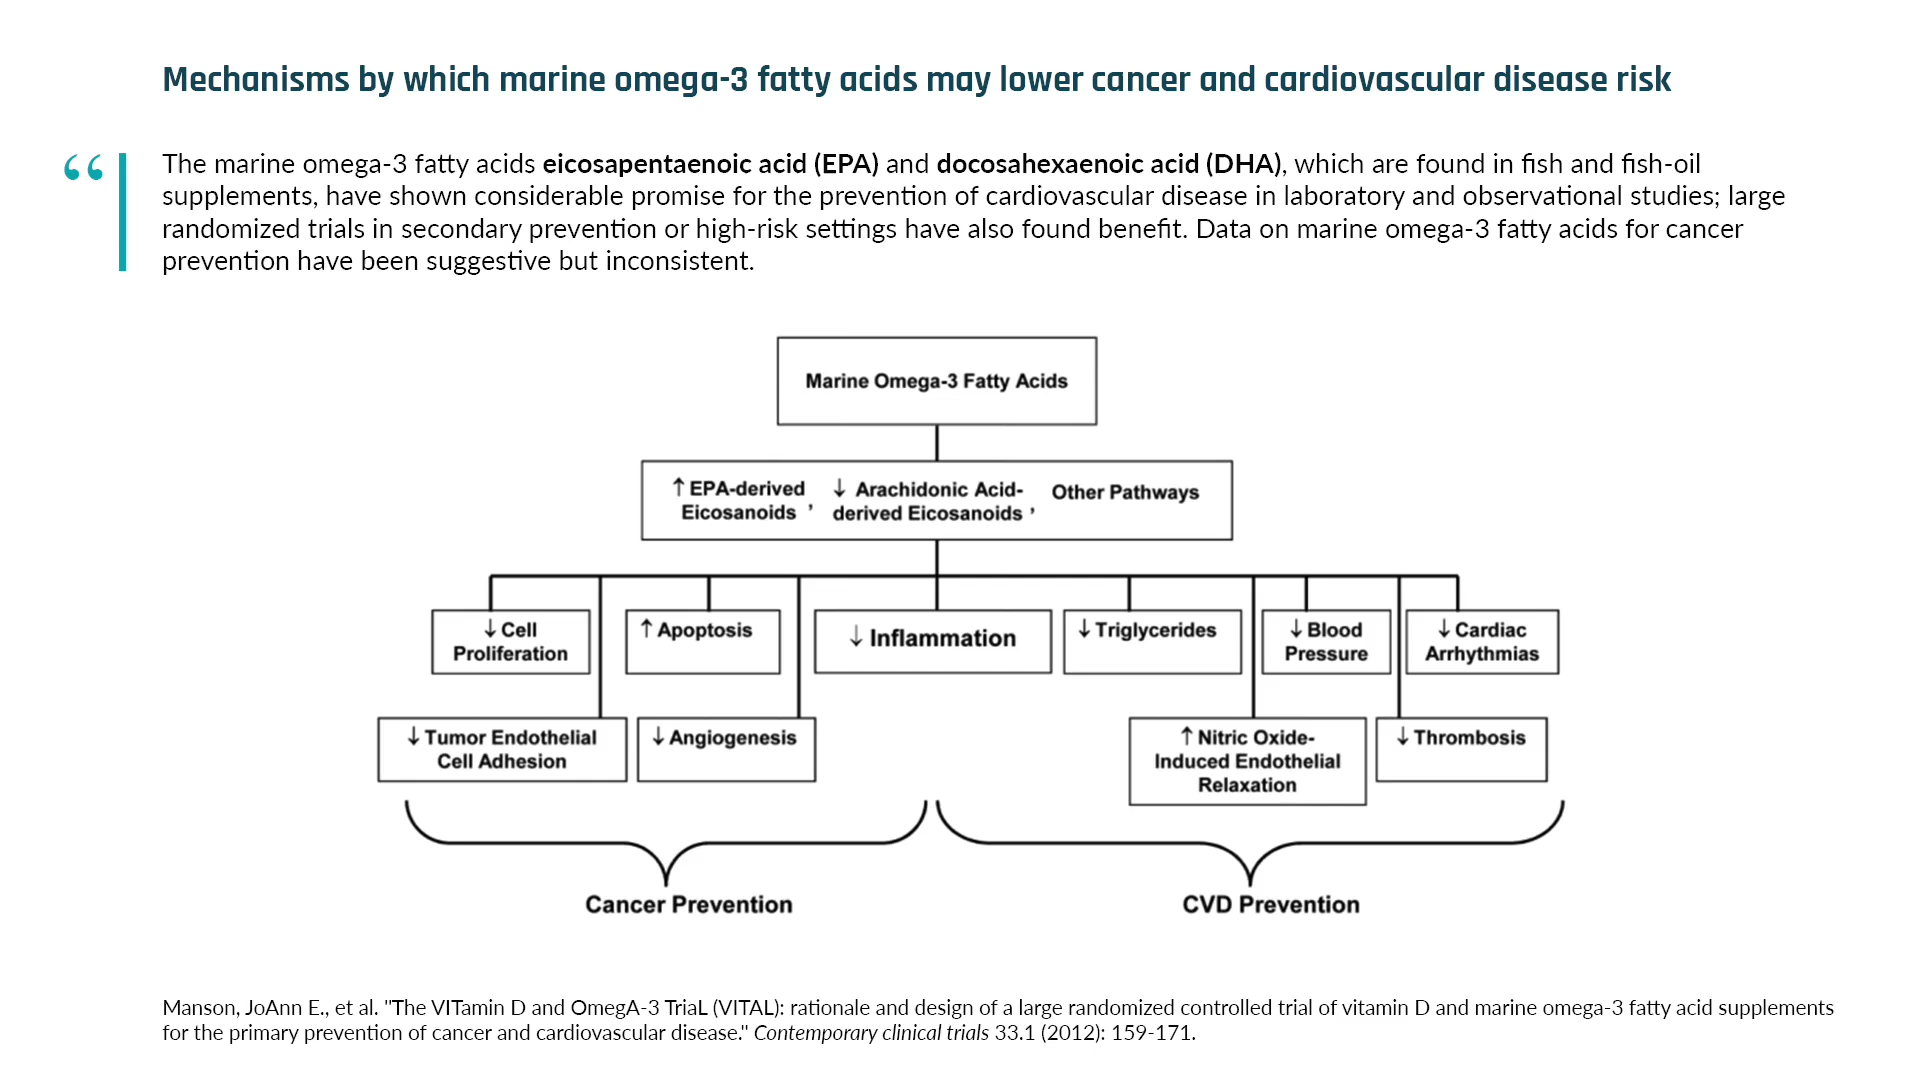 Mechanisms by which marine omega-3 fatty acids may lower cancer and cardiovascular disease risk
“
The marine omega-3 fatty acids eicosapentaenoic acid (EPA) and docosahexaenoic acid (DHA), which are found in fish and fish-oil
supplements, have shown considerable promise for the prevention of cardiovascular disease in laboratory and observational studies; large
randomized trials in secondary prevention or high-risk settings have also found benefit. Data on marine omega-3 fatty acids for cancer
prevention have been suggestive but inconsistent.
Marine Omega-3 Fatty Acids
↑ EPA-derived
Eicosanoids ,
↓ Arachidonic Acid-
derived Eicosanoids ,
Other Pathways
↓ Cell
Proliferation
↑ Apoptosis
↓ Inflammation
↓ Triglycerides
↓ Blood
Pressure
↓ Cardiac
Arrhythmias
↓ Tumor Endothelial
Cell Adhesion
↓ Angiogenesis
↑ Nitric Oxide-
Induced Endothelial
Relaxation
↓ Thrombosis
Cancer Prevention
CVD Prevention
Manson, JoAnn E., et al. "The VITamin D and OmegA-3 TriaL (VITAL): rationale and design of a large randomized controlled trial of vitamin D and marine omega-3 fatty acid supplements
for the primary prevention of cancer and cardiovascular disease." Contemporary clinical trials 33.1 (2012): 159-171.